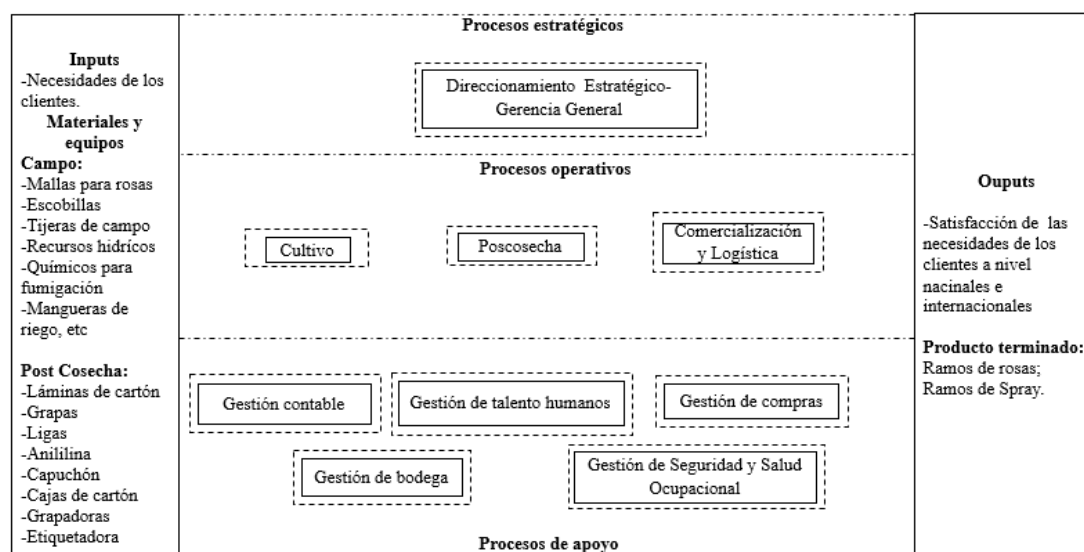 Inputs
-Necesidades de los
clientes.
Materiales y
equipos
Campo:
-Mallas para rosas
-Escobillas
-Tijeras de campo
-Recursos hidrícos
-Químicos para
fumigación
-Mangueras de
riego, etc
Post Cosecha:
-Láminas de cartón
-Grapas
-Ligas
-Anililina
-Capuchón
-Cajas de cartón
-Grapadoras
-Etiquetadora
Procesos estratégicos
Direccionamiento Estratégico-
Gerencia General
Procesos operativos
Cultivo
Poscosecha
Comercialización
y Logística
Gestión contable
Gestión de talento humanos
Gestión de compras
Gestión de bodega
Gestión de Seguridad y Salud
Ocupacional
Procesos de apoyo
Ouputs
-Satisfacción de las
necesidades de los
clientes a nivel
nacinales e
internacionales
Producto terminado:
Ramos de rosas;
Ramos de Spray.